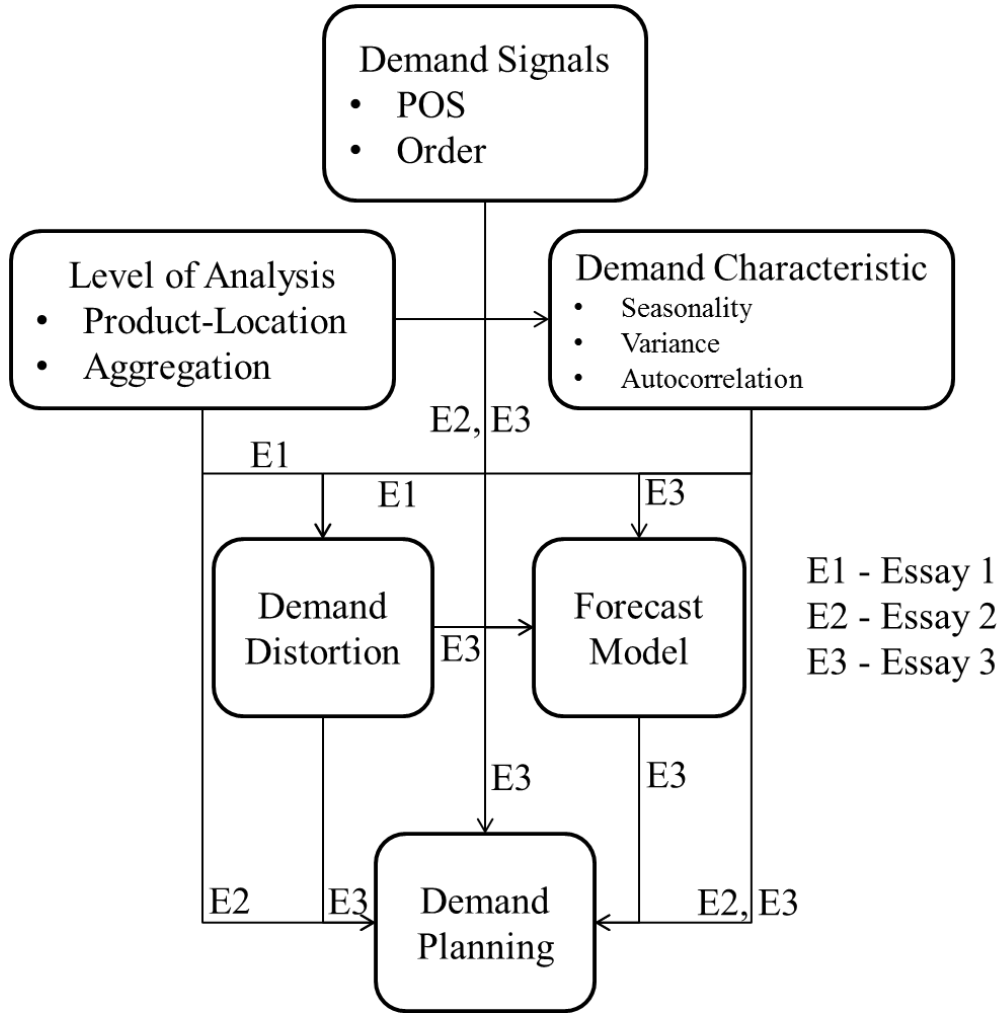 Demand Signals
• POS
• Order
Level of Analysis
• Product-Location
• Aggregation
Demand Characteristic
• Seasonality
• Variance
• Autocorrelation
E2, E3
E1
E1
E3
Demand
Distortion
Forecast
Model
E3
E1 - Essay 1
E2 - Essay 2
E3 - Essay 3
E3
E3
E2
E3
Demand
Planning
E2, E3